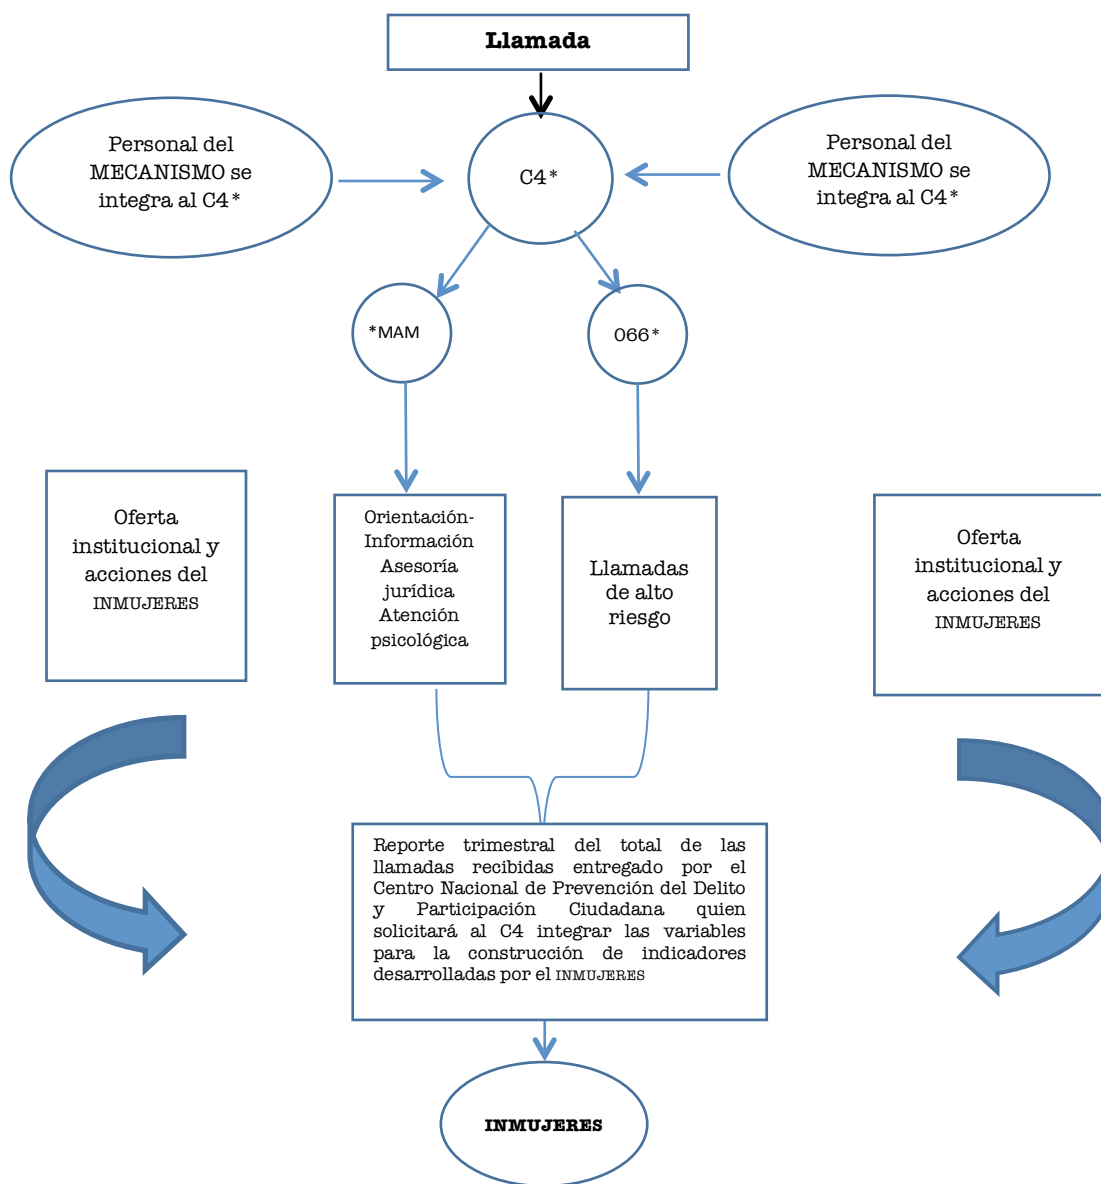 Llamada
Personal del
MECANISMO se
integra al C4*
C4*
Personal del
MECANISMO se
integra al C4*
*MAM
066*
Oferta
institucional y
acciones del
INMUJERES
Orientación-
Información
Asesoría
jurídica
Atención
psicológica
Llamadas
de alto
riesgo
Oferta
institucional y
acciones del
INMUJERES
Reporte trimestral del total de las
llamadas recibidas entregado por el
Centro Nacional de Prevención del Delito
y Participación Ciudadana quien
solicitará al C4 integrar las variables
para la construcción de indicadores
desarrolladas por el INMUJERES
INMUJERES